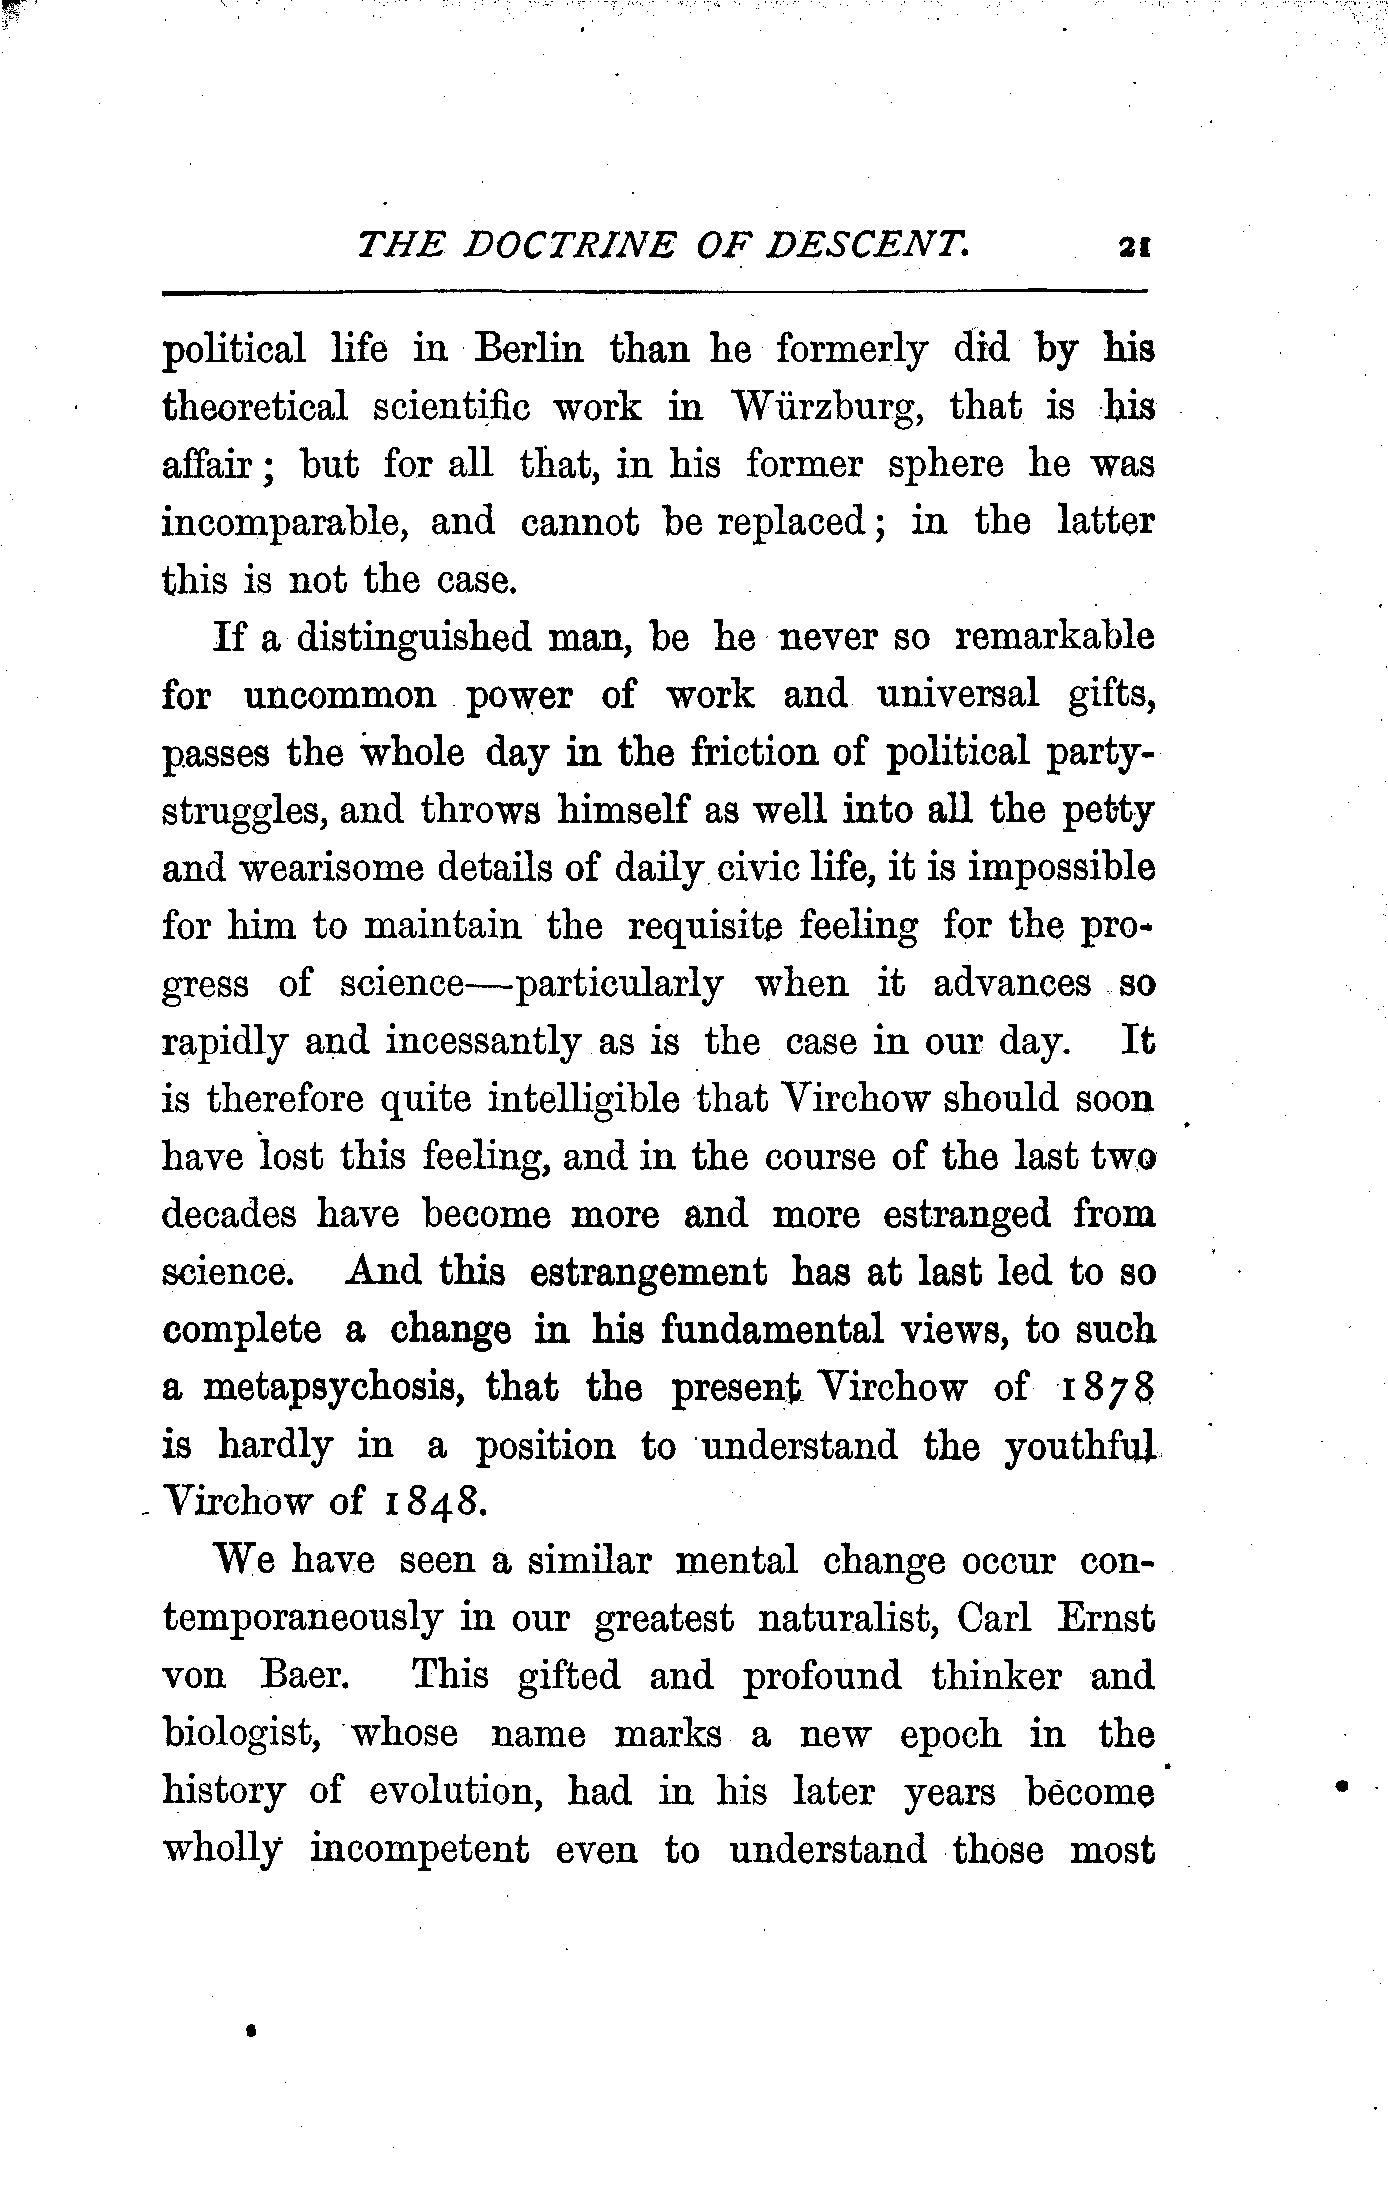 THE DOCTRINE OF DESCENT. 21
political life in Berlin than he formerly did by his
theoretical scientific work in Würzburg, that is his
affair; but for all that, in his former sphere he was
incomparable, and cannot be replaced; in the latter
this is not the case.
If a distinguished man, be he never so remarkable
for uncommon power of work and universal gifts,
passes the whole day in the friction of political party-
struggles, and throws himself as well into all the petty
and wearisome details of daily civic life, it is impossible
for him to maintain the requisite feeling for the pro-
gress of science—particularly when it advances so
rapidly and incessantly as is the case in our day. It
is therefore quite intelligible that Virchow should soon
have lost this feeling, and in the course of the last two
decades have become more and more estranged from
science. And this estrangement has at last led to so
complete a change in his fundamental views, to such
a metapsychosis, that the present Virchow of 1878
is hardly in a position to understand the youthful
Virchow of 1848.
We have seen a similar mental change occur con-
temporaneously in our greatest naturalist, Carl Ernst
von Baer. This gifted and profound thinker and
biologist, whose name marks a new epoch in the
history of evolution, had in his later years become
wholly incompetent even to understand those most